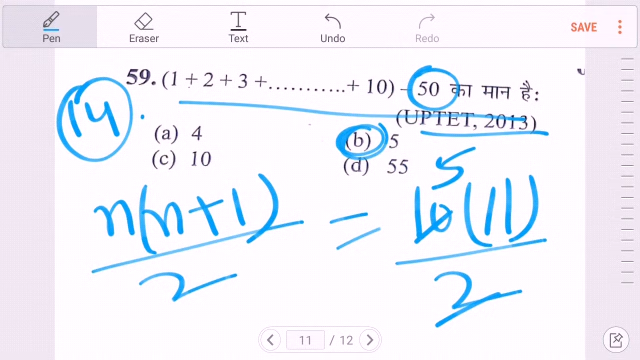 Pen Eraser Text Undo Redo SAVE
59. (1 + 2 + 3 +...........+ 10) – 50 का मान है:
(UPTET, 2013)
14.
(a) 4 (b) 5
(c) 10 (d) 55
5
n(n+1) = 10(11)
2 2
11 / 12